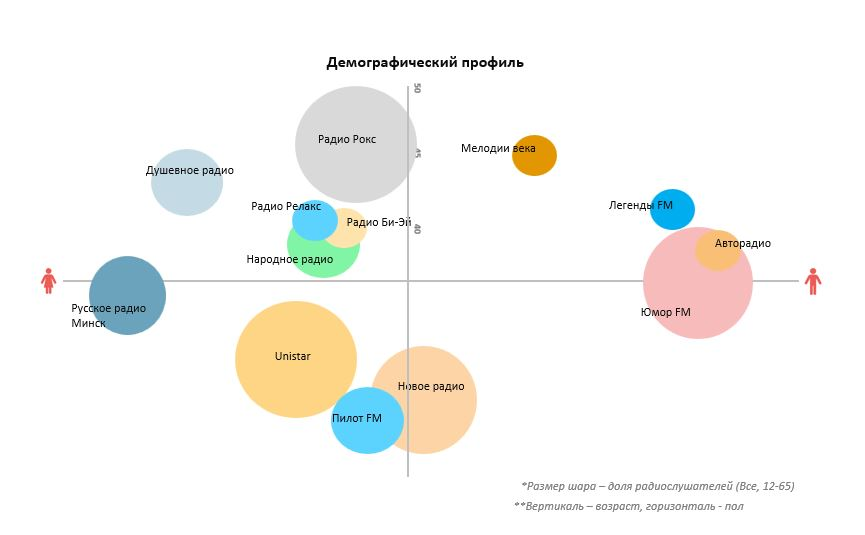 Демографический профиль
50
Радио Рокс
Мелодии века
45
Душевное радио
Радио Релакс
Легенды FM
Радио Би-Эй
40
Авторадио
Народное радио
Русское радио
Минск
Юмор FM
Unistar
Новое радио
Пилот FM
*Размер шара – доля радиослушателей (Все, 12-65)
**Вертикаль – возраст, горизонталь - пол